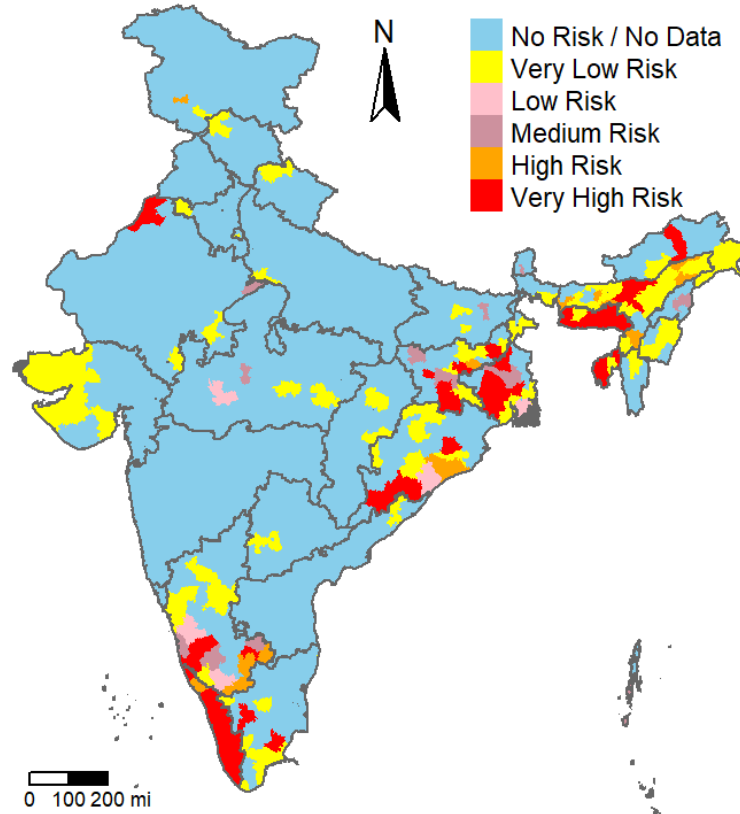 N
No Risk / No Data
Very Low Risk
Low Risk
Medium Risk
High Risk
Very High Risk
0 100 200 mi